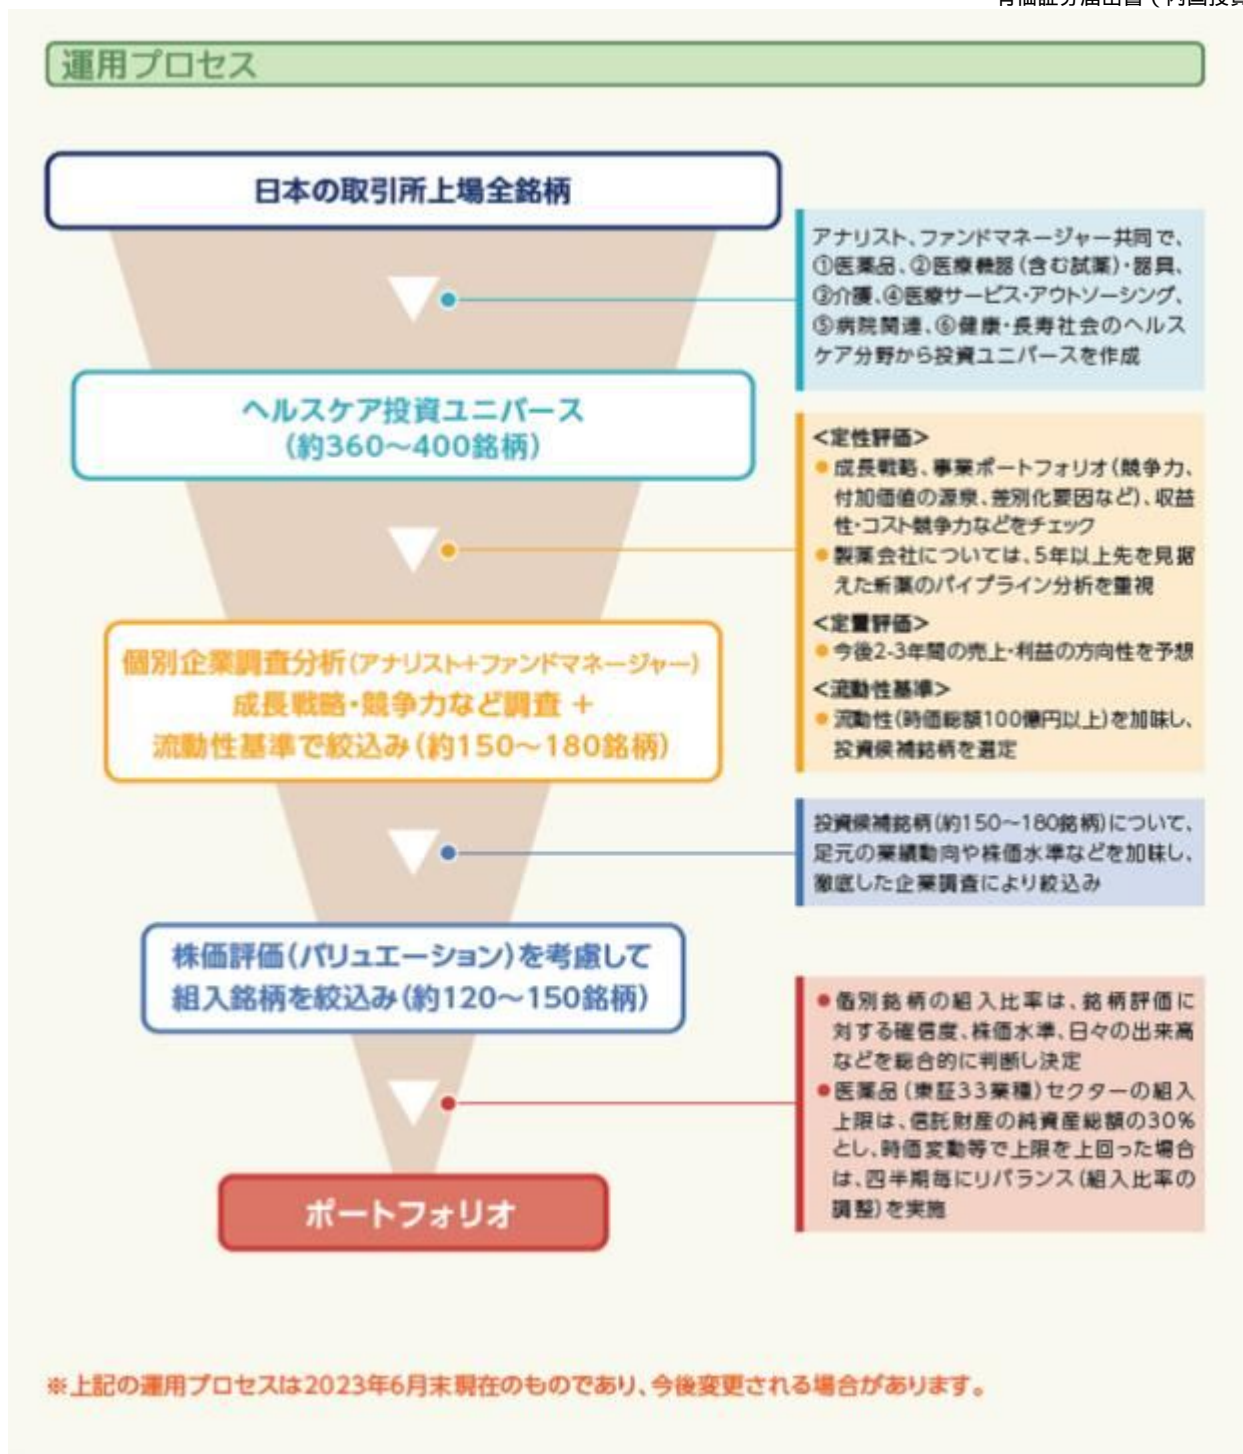 運用プロセス
日本の取引所上場全銘柄
アナリスト、ファンドマネージャー共同で、
①医薬品、②医療機器(含む試薬)・器具、
③介護、④医療サービス・アウトソーシング、
⑤病院関連、⑥健康・長寿社会のヘルス
ケア分野から投資ユニバースを作成
ヘルスケア投資ユニバース
(約360～400銘柄)
＜定性評価＞
●成長戦略、事業ポートフォリオ(競争力、
付加価値の源泉、差別化要因など)、収益
性・コスト競争力などをチェック
●製薬会社については、5年以上先を見据
えた新薬のパイプライン分析を重視
＜定量評価＞
●今後2-3年間の売上・利益の方向性を予想
＜流動性基準＞
●流動性(時価総額100億円以上)を加味し、
投資候補銘柄を選定
個別企業調査分析(アナリスト+ファンドマネージャー)
成長戦略・競争力など調査 +
流動性基準で絞込み(約150～180銘柄)
投資候補銘柄(約150～180銘柄)について、
足元の業績動向や株価水準などを加味し、
徹底した企業調査により絞込み
株価評価(バリュエーション)を考慮して
組入銘柄を絞込み(約120～150銘柄)
●個別銘柄の組入比率は、銘柄評価に
対する確信度、株価水準、日々の出来高
などを総合的に判断し決定
●医薬品(東証33業種)セクターの組入
上限は、信託財産の純資産総額の30%
とし、時価変動等で上限を上回った場合
は、四半期毎にリバランス(組入比率の
調整)を実施
ポートフォリオ
※上記の運用プロセスは2023年6月末現在のものであり、今後変更される場合があります。